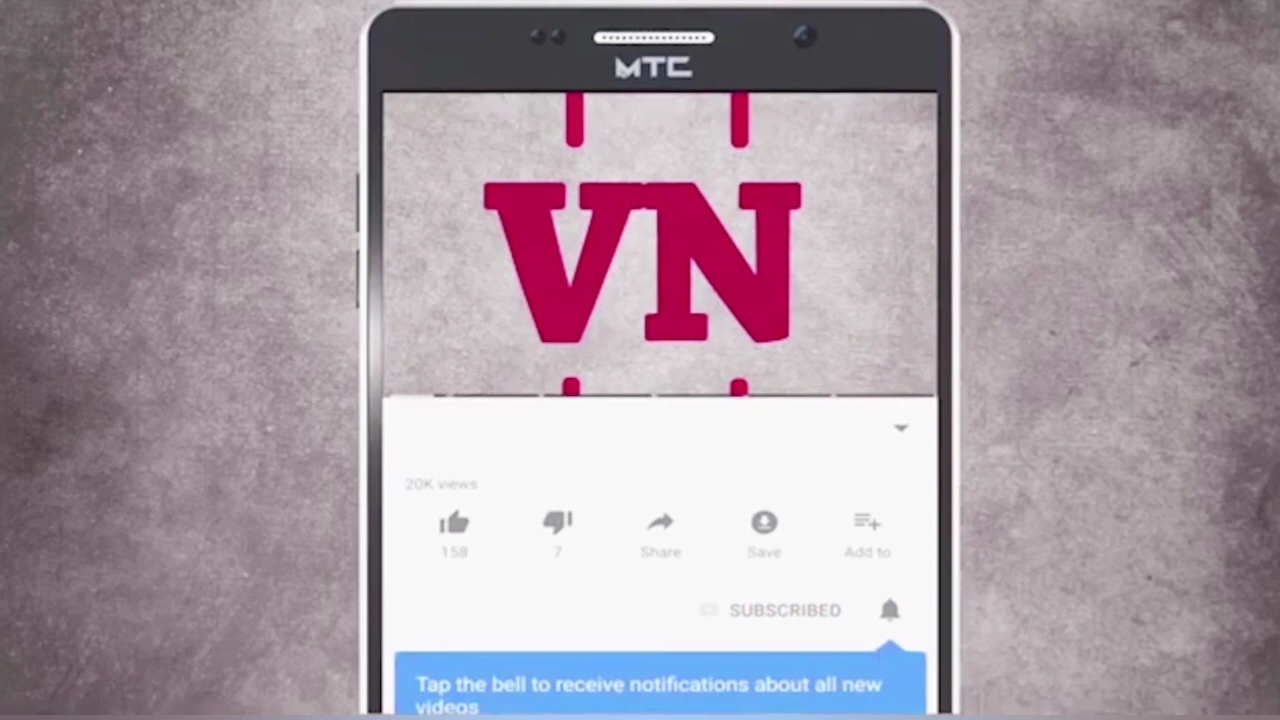 MTC
VN
20K views
158
7
Share
Save
Add to
SUBSCRIBED
Tap the bell to receive notifications about all new
videos